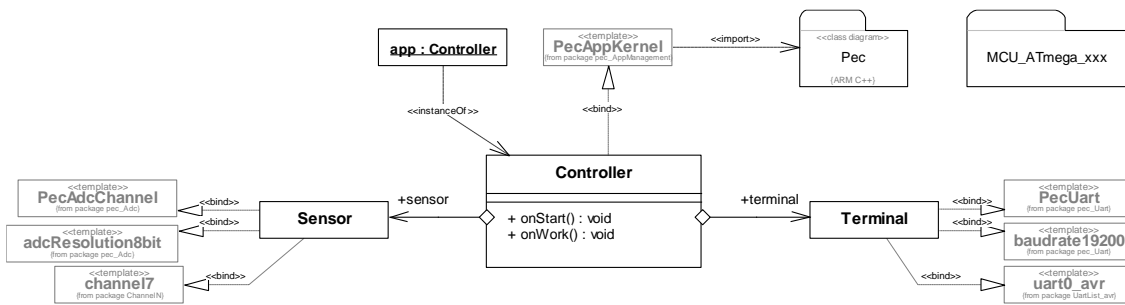 <<template>>
PecAppKernel
(from package pec_AppManagement)
<<import>>
<<class diagram>>
Pec
{ARM C++}
MCU_ATmega_xxx
app : Controller
<<instanceOf>>
<<bind>>
Controller
+ onStart() : void
+ onWork() : void
+sensor
+terminal
Sensor
Terminal
<<template>>
PecAdcChannel
(from package pec_Adc)
<<bind>>
<<template>>
adcResolution8bit
(from package pec_Adc)
<<bind>>
<<template>>
channel7
(from package ChannelN)
<<bind>>
<<template>>
PecUart
(from package pec_Uart)
<<bind>>
<<template>>
baudrate19200
(from package pec_Uart)
<<bind>>
<<template>>
uart0_avr
(from package UartList_avr)
<<bind>>